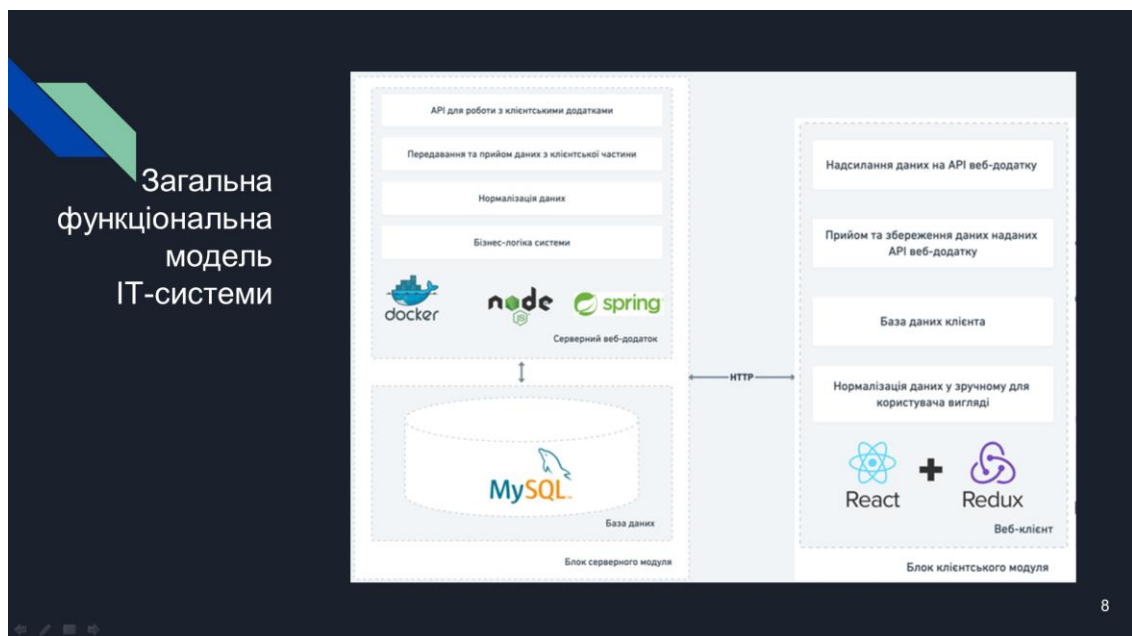 Загальна
функціональна
модель
ІТ-системи
API для роботи з клієнтськими додатками
Передавання та прийом даних з клієнтської частини
Нормалізація даних
Бізнес-логіка системи
docker
node
JS
spring
Серверний веб-додаток
MySQL
База даних
Блок серверного модуля
HTTP
Надсилання даних на API веб-додатку
Прийом та збереження даних наданих
API веб-додатку
База даних клієнта
Нормалізація даних у зручному для
користувача вигляді
React
+
Redux
Веб-клієнт
Блок клієнтського модуля
8